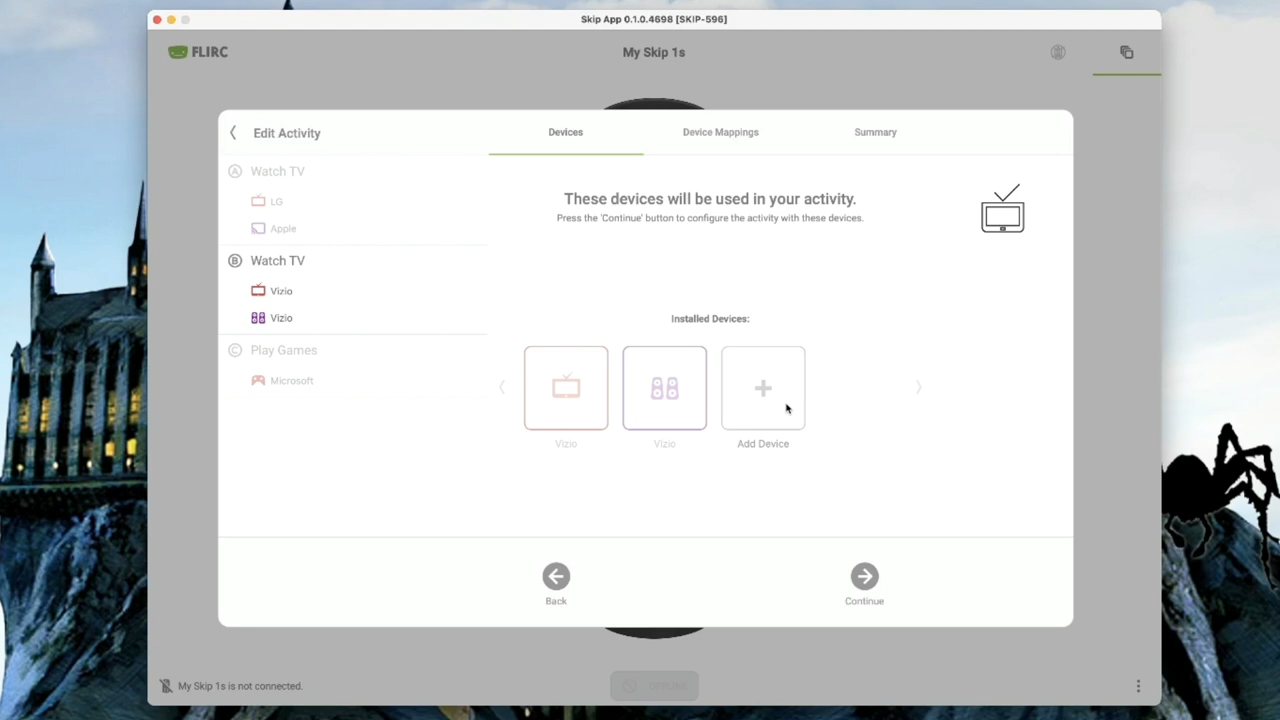 Skip App 0.1.0.4698 [SKIP-596]
FLIRC
My Skip 1s
Edit Activity
Devices
Device Mappings
Summary
A Watch TV
LG
Apple
B Watch TV
Vizio
Vizio
C Play Games
Microsoft
These devices will be used in your activity.
Press the 'Continue' button to configure the activity with these devices.
Installed Devices:
Vizio
Vizio
Add Device
Back
Continue
My Skip 1s is not connected.